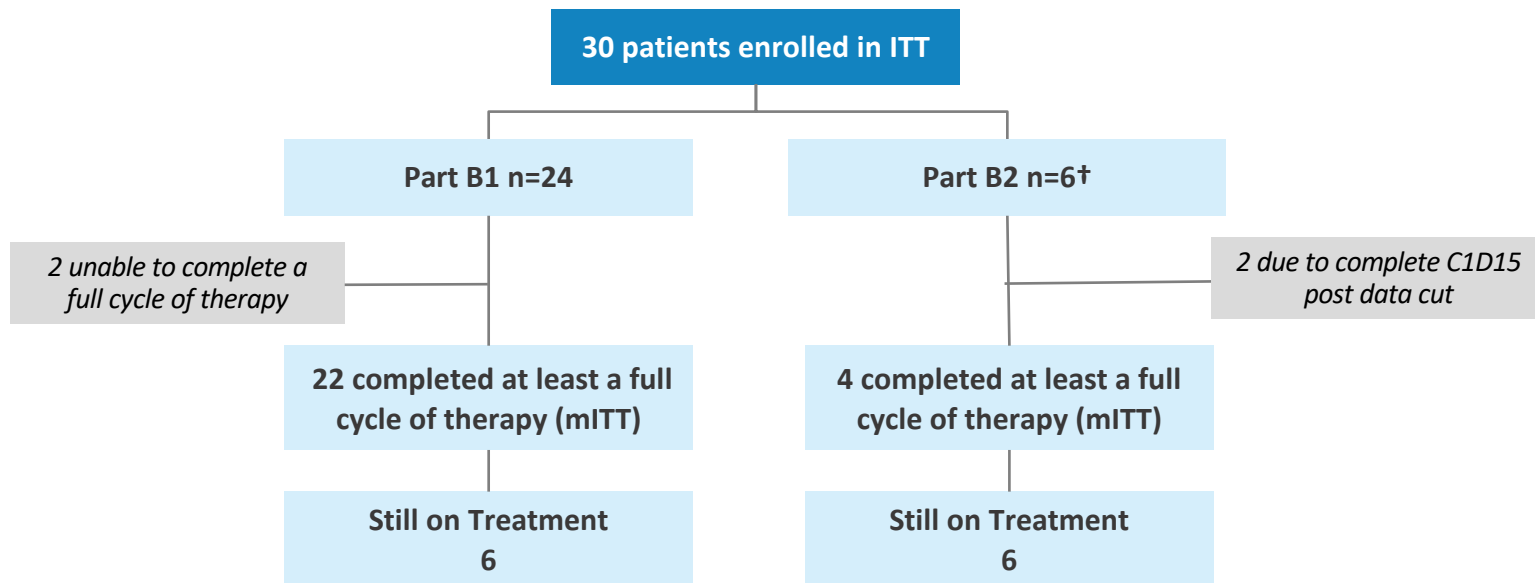 30 patients enrolled in ITT
Part B1 n=24
Part B2 n=6†
2 unable to complete a
full cycle of therapy
2 due to complete C1D15
post data cut
22 completed at least a full
cycle of therapy (mITT)
4 completed at least a full
cycle of therapy (mITT)
Still on Treatment
6
Still on Treatment
6